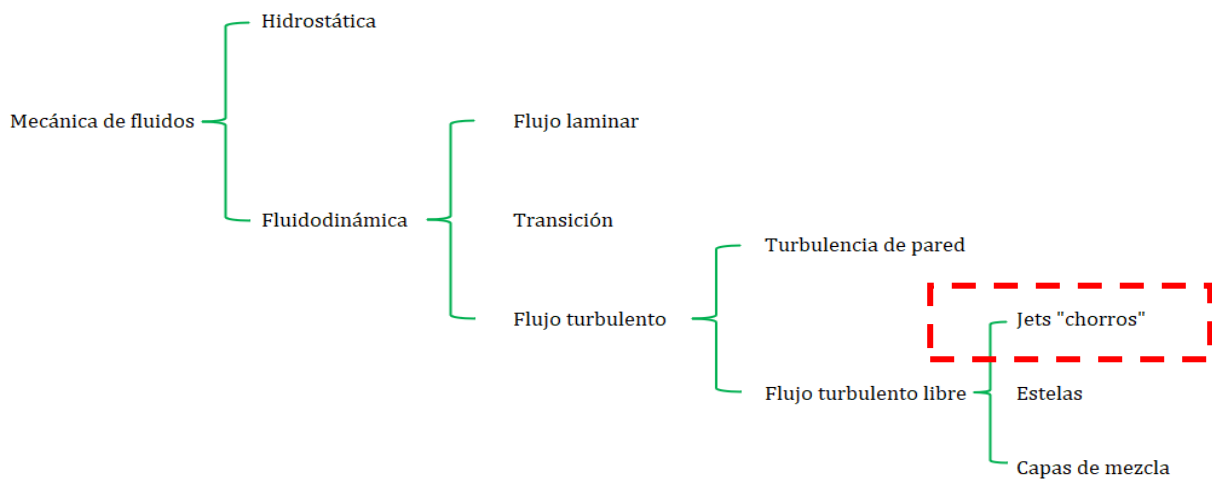 Hidrostática
Mecánica de fluidos
Flujo laminar
Fluidodinámica
Transición
Turbulencia de pared
Flujo turbulento
Jets "chorros"
Flujo turbulento libre
Estelas
Capas de mezcla